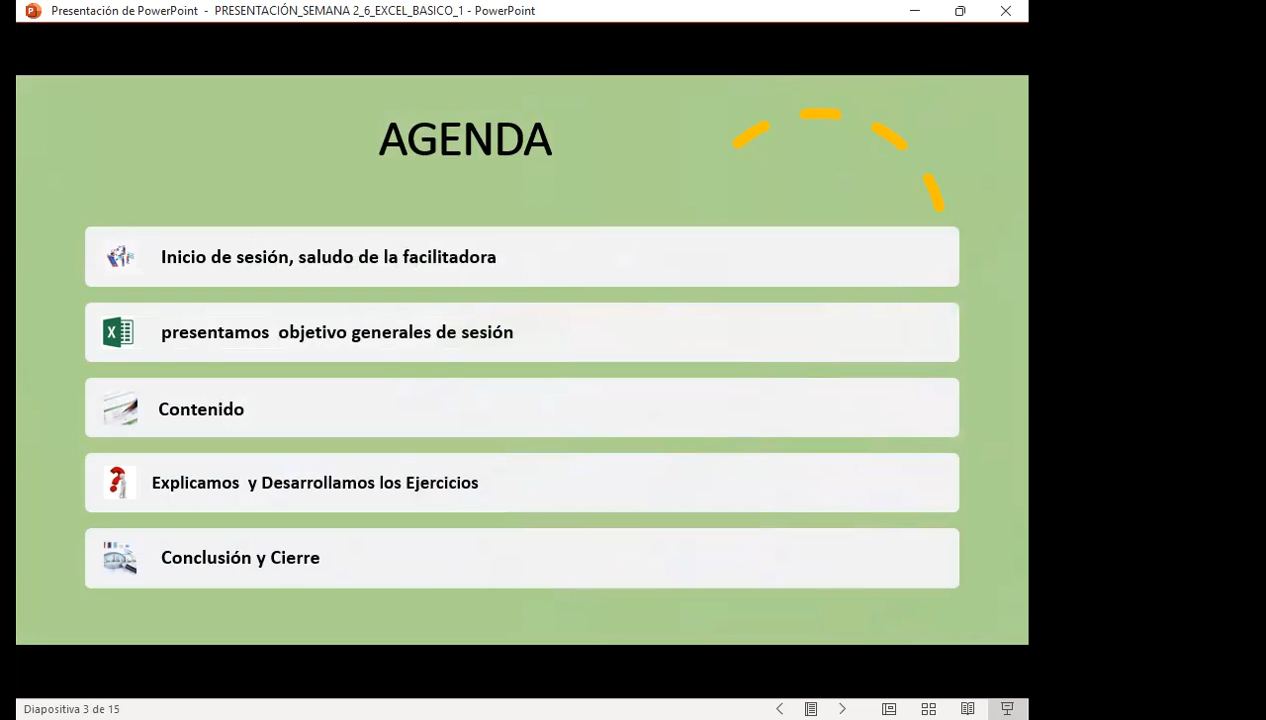 Presentación de PowerPoint - PRESENTACIÓN_SEMANA 2_6_EXCEL_BASICO_1 - PowerPoint
AGENDA
Inicio de sesión, saludo de la facilitadora
presentamos  objetivo generales de sesión
Contenido
Explicamos  y Desarrollamos los Ejercicios
Conclusión y Cierre
Diapositiva 3 de 15